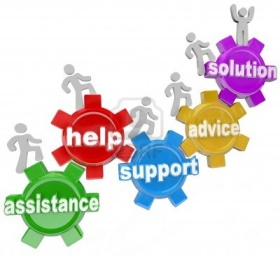 assistance
help
support
advice
solution